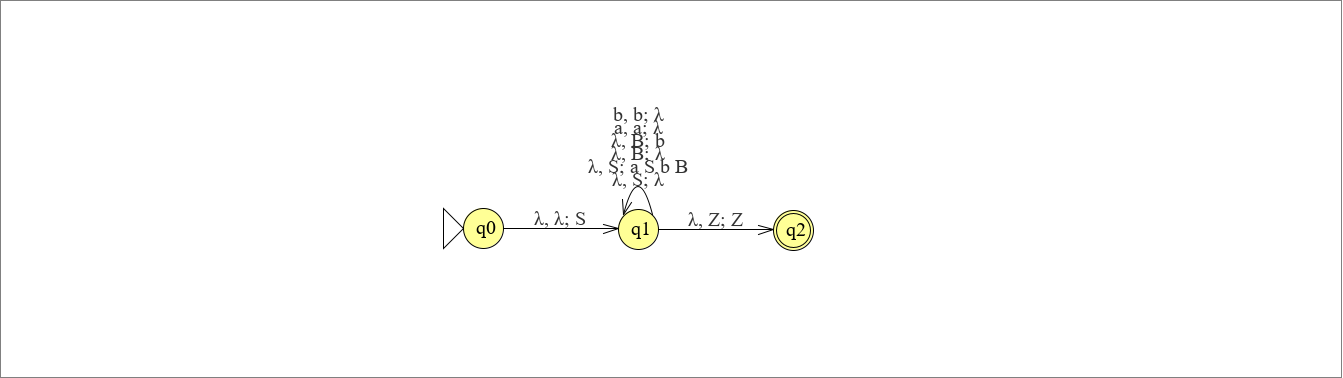 b, b; λ
a, a; λ
λ, B; b
λ, B; λ
λ, S; a S b B
λ, S; λ
q0
λ, λ; S
q1
λ, Z; Z
q2